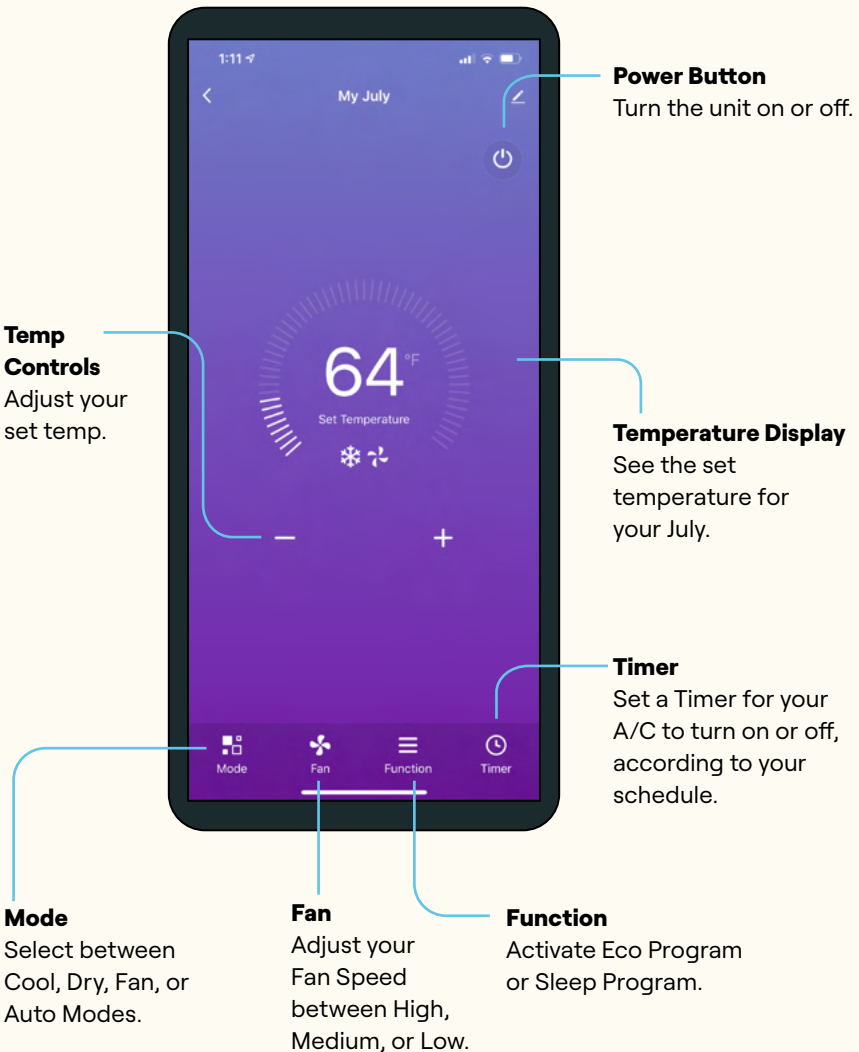 1:11
My July
Power Button
Turn the unit on or off.
Temp
Controls
Adjust your
set temp.
64°F
Set Temperature
Temperature Display
See the set
temperature for
your July.
− +
Timer
Set a Timer for your
A/C to turn on or off,
according to your
schedule.
Mode Fan Function Timer
Mode
Select between
Cool, Dry, Fan, or
Auto Modes.
Fan
Adjust your
Fan Speed
between High,
Medium, or Low.
Function
Activate Eco Program
or Sleep Program.